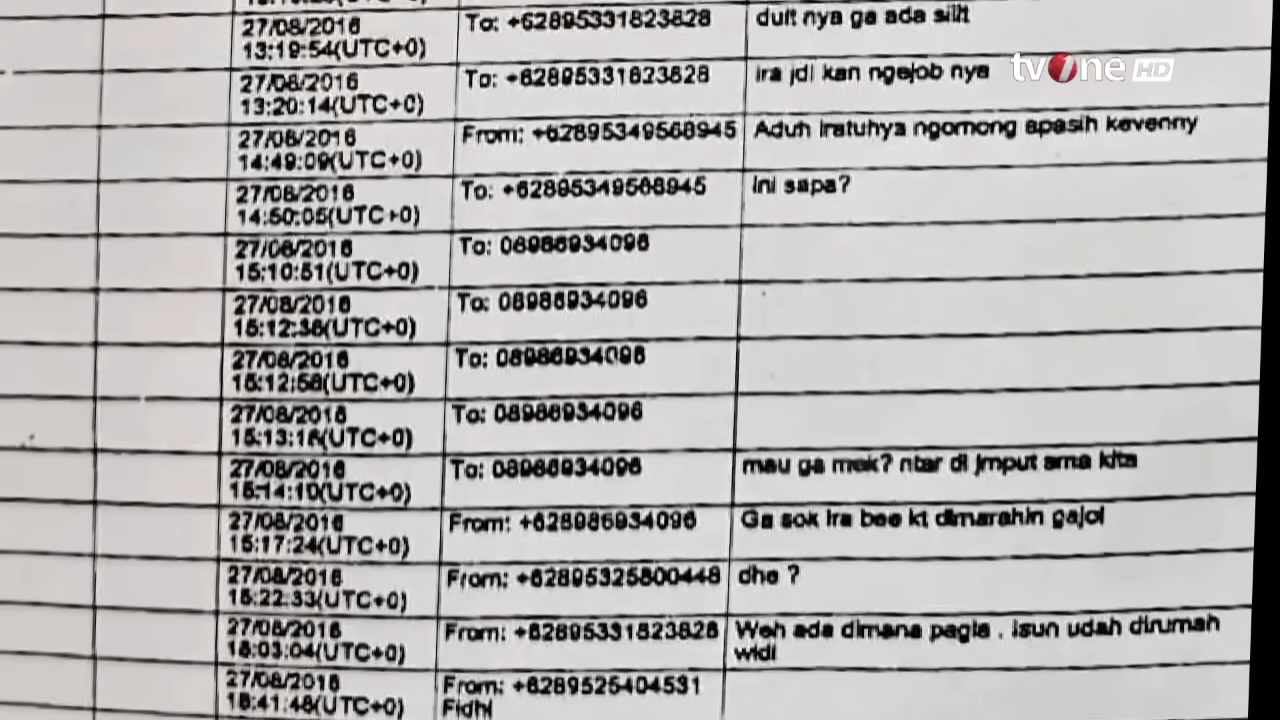 27/08/2016 To: +62895331823828 duit nya ga ada silit
13:19:54(UTC+0)
tvOne HD
27/08/2016 To: +62895331823828 ira jdi kan ngejob nya
13:20:14(UTC+0)
27/08/2016 From: +62895349568945 Aduh iratuhya ngomong apasih kevenny
14:49:09(UTC+0)
27/08/2016 To: +62895349568945 Ini sapa?
14:50:05(UTC+0)
27/08/2016 To: 08986934096
15:10:51(UTC+0)
27/08/2016 To: 08986934096
15:12:38(UTC+0)
27/08/2016 To: 08986934096
15:12:58(UTC+0)
27/08/2016 To: 08986934096
15:13:16(UTC+0)
27/08/2016 To: 08986934096 mau ga mek? ntar di jmput ama kita
15:14:10(UTC+0)
27/08/2016 From: +628986934096 Ga sok ira bae kt dimarahin gajol
15:17:24(UTC+0)
27/08/2016 From: +62895325800448 dhe ?
15:22:33(UTC+0)
27/08/2016 From: +62895331823828 Weh ada dimana pagia . isun udah dirumah
16:03:04(UTC+0) widi
27/08/2016 From: +6289525404531
16:41:48(UTC+0) Fidhi